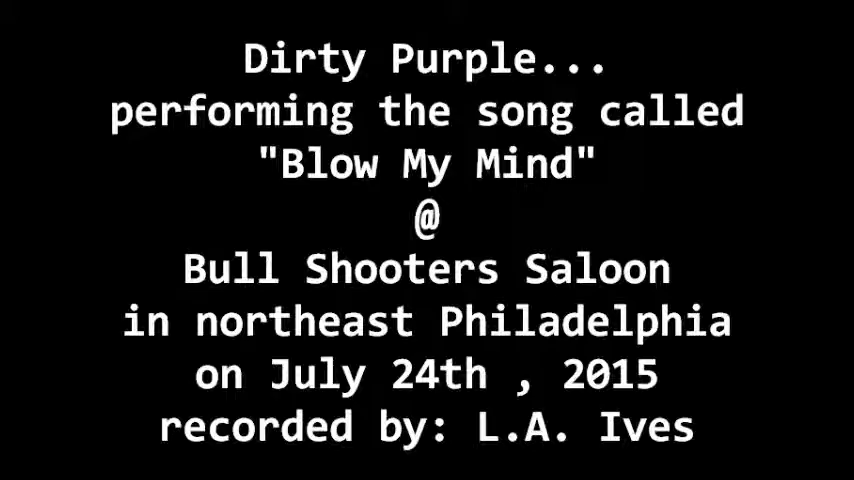 Dirty Purple...
performing the song called
"Blow My Mind"
@
Bull Shooters Saloon
in northeast Philadelphia
on July 24th , 2015
recorded by: L.A. Ives